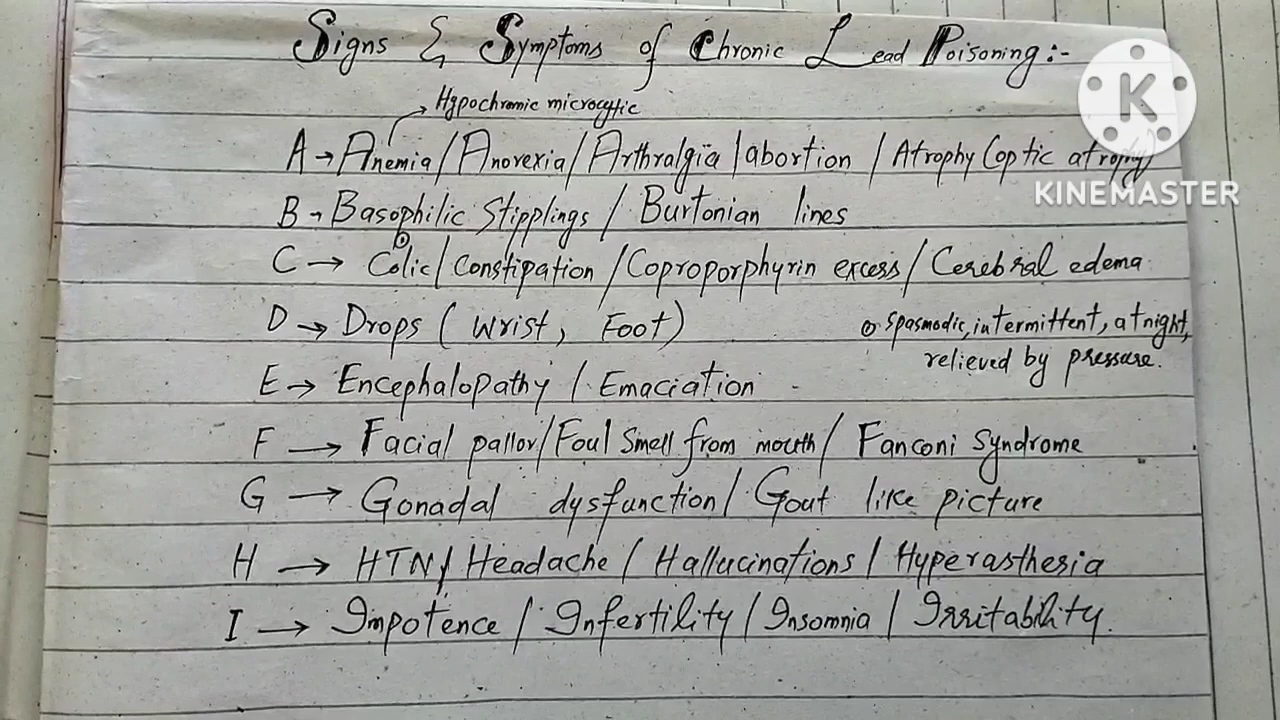 Signs & Symptoms of Chronic Lead Poisoning :-
Hypochromic microcytic
A → Anemia / Anorexia / Arthralgia / abortion / Atrophy (optic atrophy)
K
KINEMASTER
B → Basophilic Stipplings / Burtonian lines
C → Colic / Constipation / Coproporphyrin excess / Cerebral edema
D → Drops ( Wrist, Foot )
Spasmodic, intermittent, at night,
relieved by pressure.
E → Encephalopathy / Emaciation
F → Facial pallor / Foul Smell from mouth / Fanconi Syndrome
G → Gonadal dysfunction / Gout like picture
H → HTN / Headache / Hallucinations / Hyperasthesia
I → Impotence / Infertility / Insomnia / Irritability.